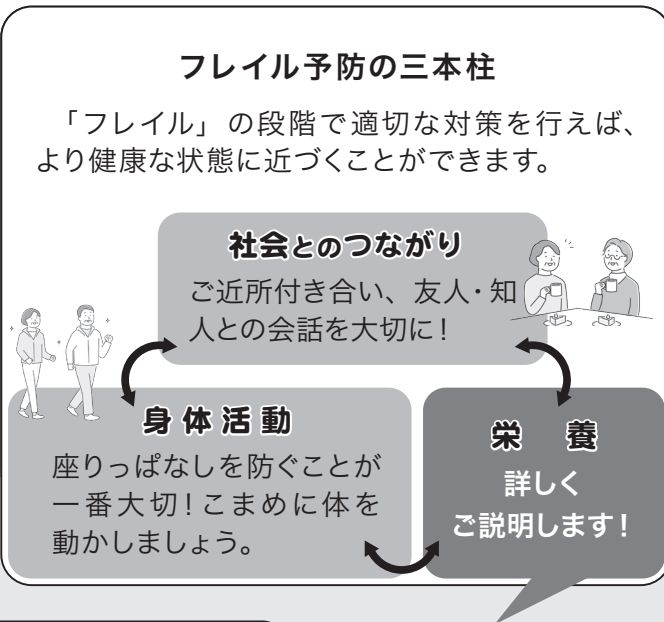 フレイル予防の三本柱
「フレイル」の段階で適切な対策を行えば、
より健康な状態に近づくことができます。
社会とのつながり
ご近所付き合い、友人・知
人との会話を大切に!
身体活動
座りっぱなしを防ぐことが
一番大切!こまめに体を
動かしましょう。
栄 養
詳しく
ご説明します!